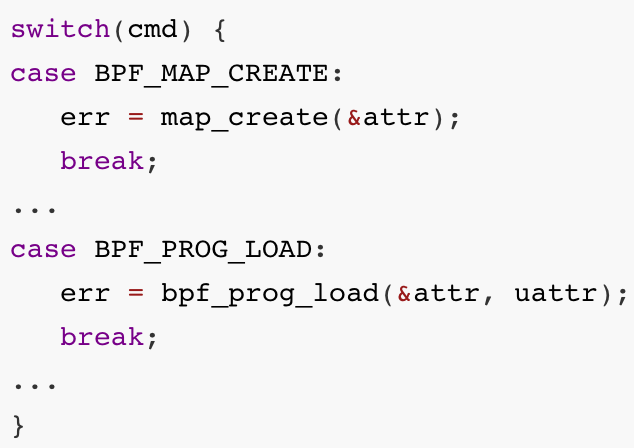 switch(cmd) {
case BPF_MAP_CREATE:
   err = map_create(&attr);
   break;
...
case BPF_PROG_LOAD:
   err = bpf_prog_load(&attr, uattr);
   break;
...
}